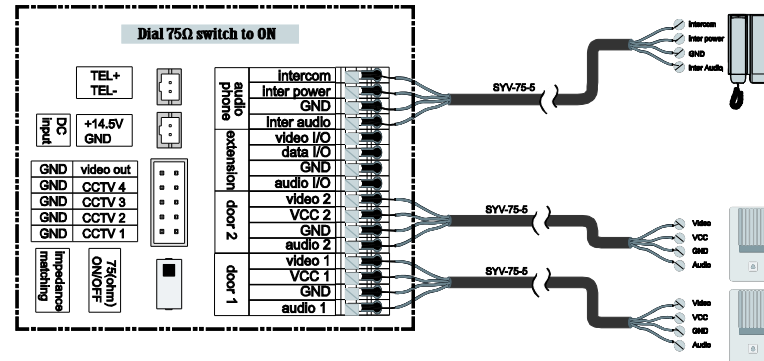 Dial 75Ω switch to ON
TEL+
TEL-
DC input
+14.5V
GND
GND video out
GND CCTV 4
GND CCTV 3
GND CCTV 2
GND CCTV 1
Impedance matching
75(ohm) ON/OFF
audio phone
intercom
inter power
GND
inter audio
extension
video I/O
data I/O
GND
audio I/O
door 2
video 2
VCC 2
GND
audio 2
door 1
video 1
VCC 1
GND
audio 1
SYV-75-5
Intercom
Inter power
GND
Inter Audio
SYV-75-5
Video
VCC
GND
Audio
SYV-75-5
Video
VCC
GND
Audio